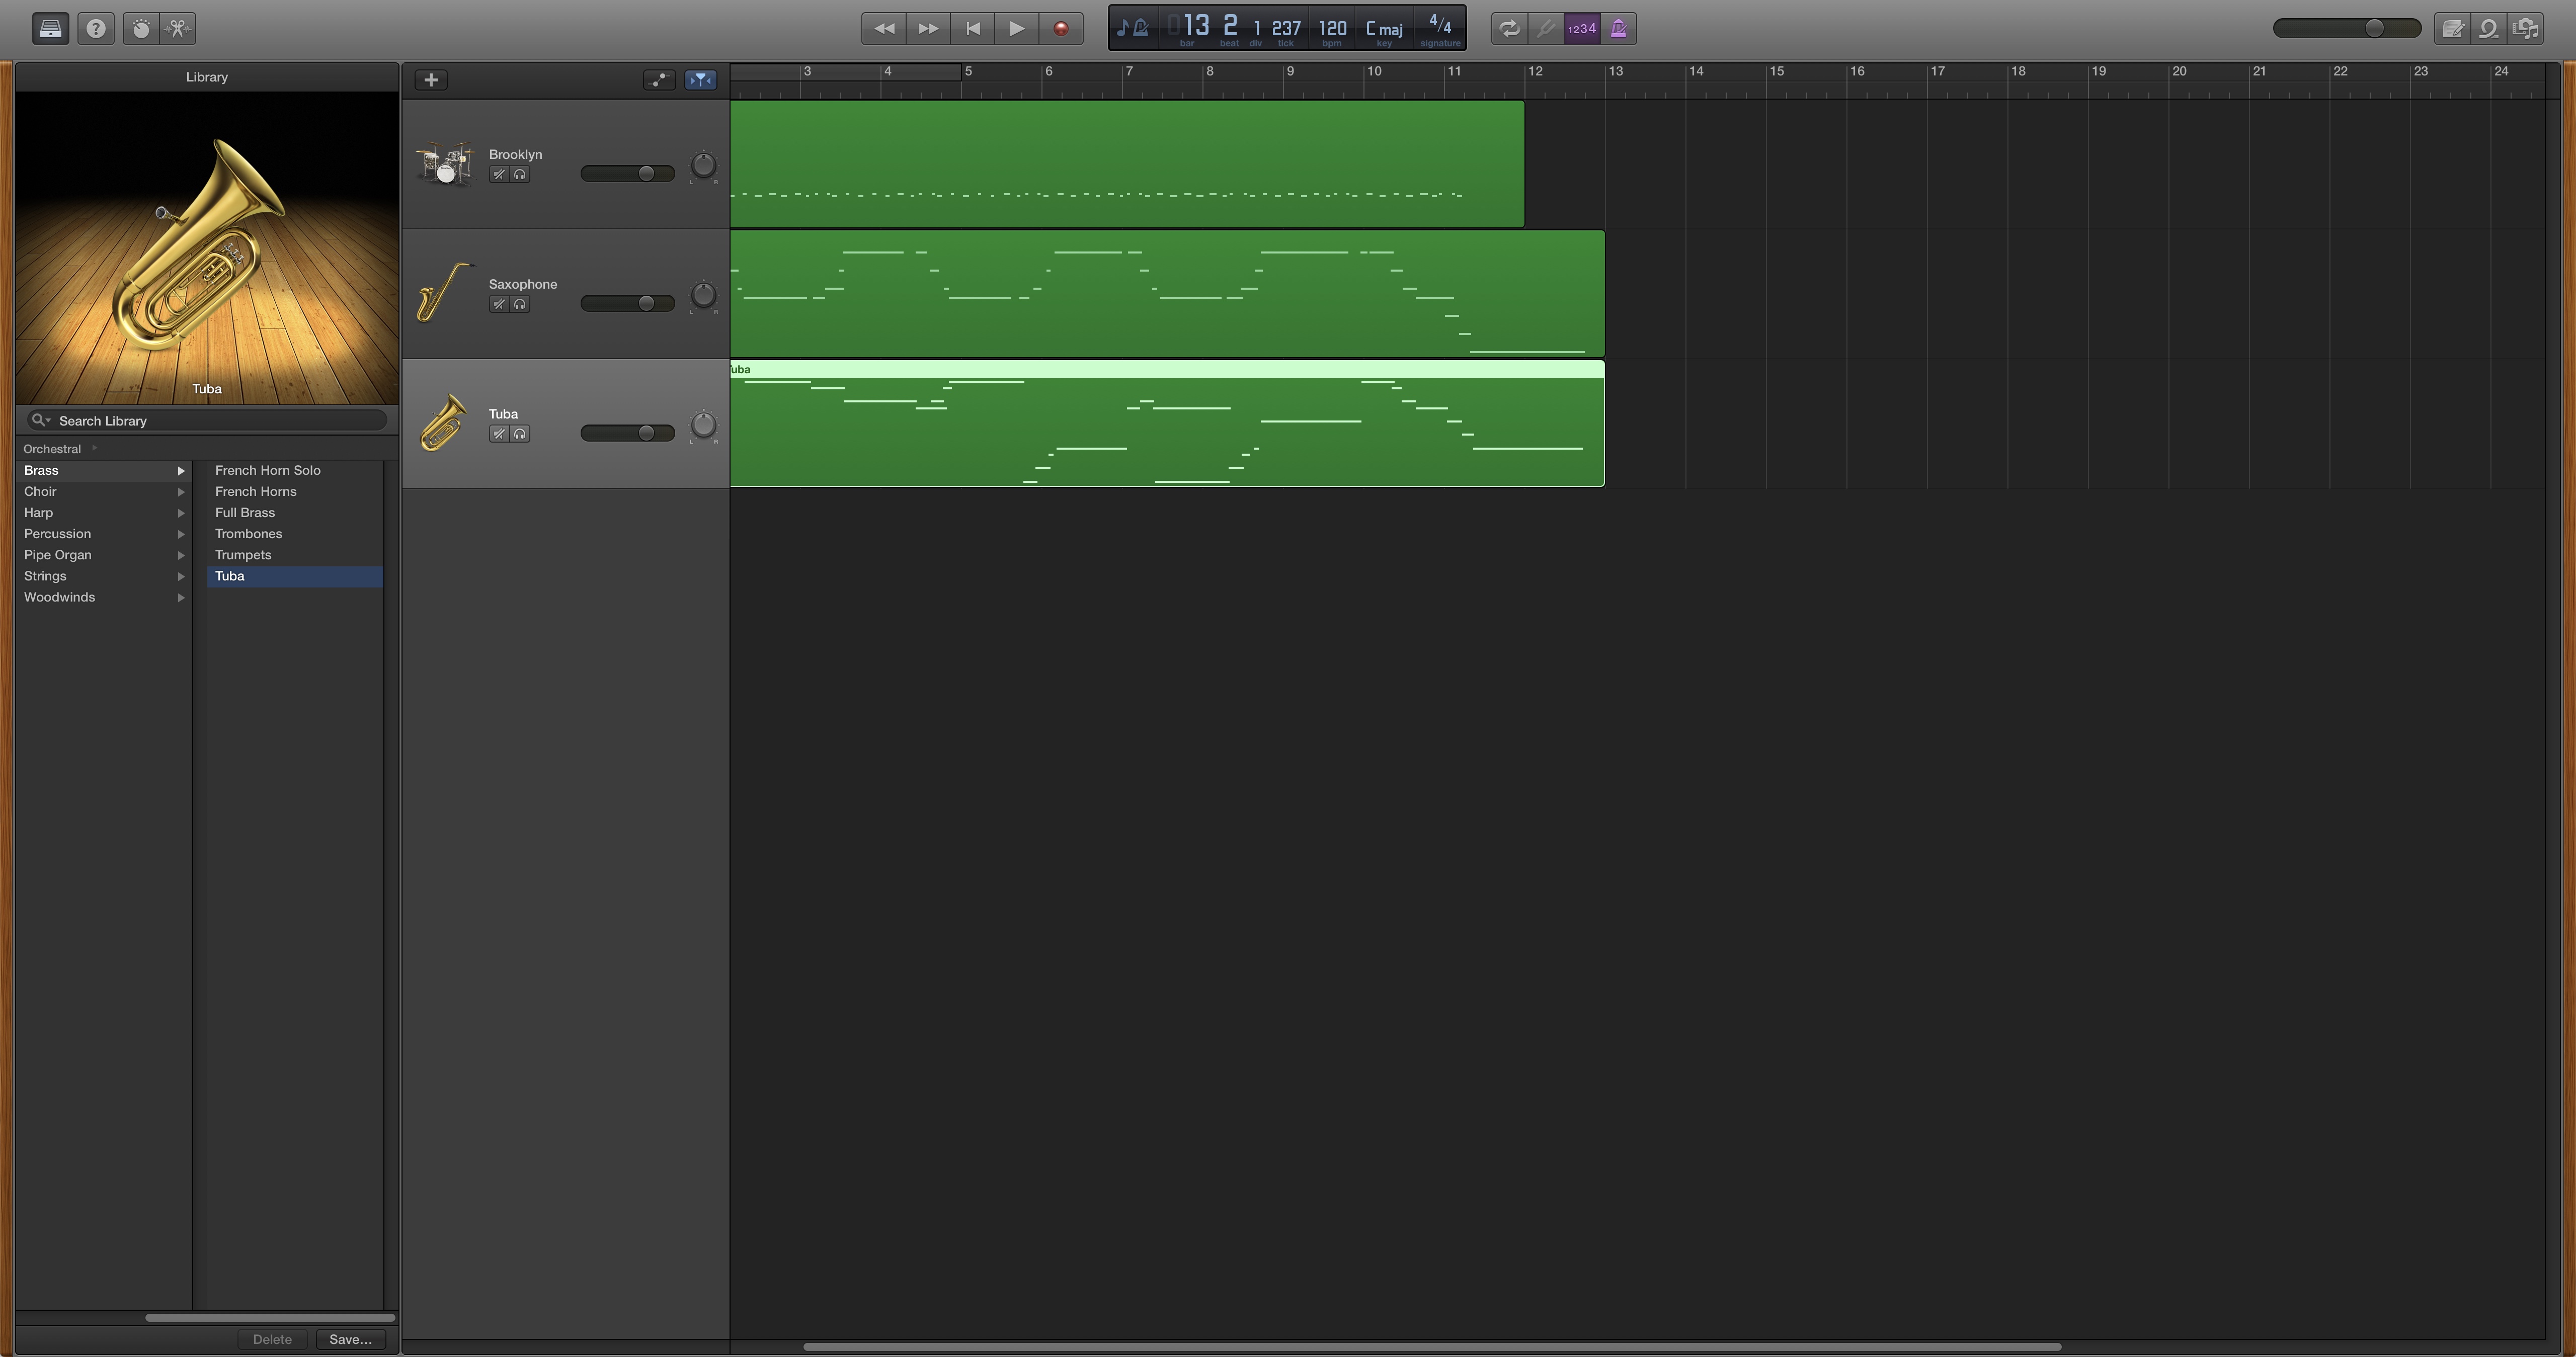 ?
13 2 1 237 120 C maj 4/4
bar beat div tick bpm key signature
1234
Library
3 4 5 6 7 8 9 10 11 12 13 14 15 16 17 18 19 20 21 22 23 24
Tuba
Search Library
Orchestral
Brass
Choir
Harp
Percussion
Pipe Organ
Strings
Woodwinds
French Horn Solo
French Horns
Full Brass
Trombones
Trumpets
Tuba
Delete Save...
Brooklyn
L R
Saxophone
L R
Tuba
L R
Tuba